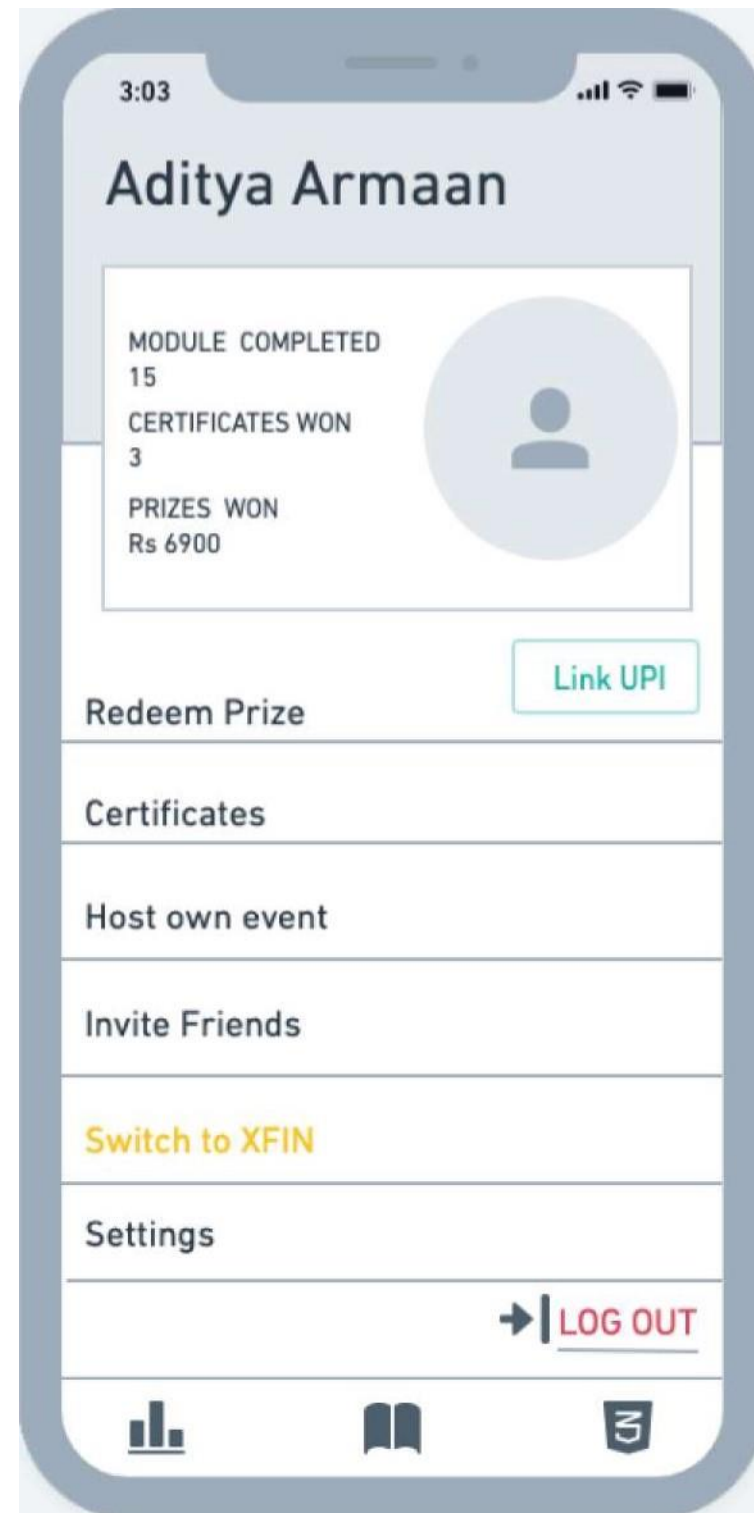 3:03
Aditya Armaan
MODULE COMPLETED
15
CERTIFICATES WON
3
PRIZES WON
Rs 6900
Link UPI
Redeem Prize
Certificates
Host own event
Invite Friends
Switch to XFIN
Settings
LOG OUT
3